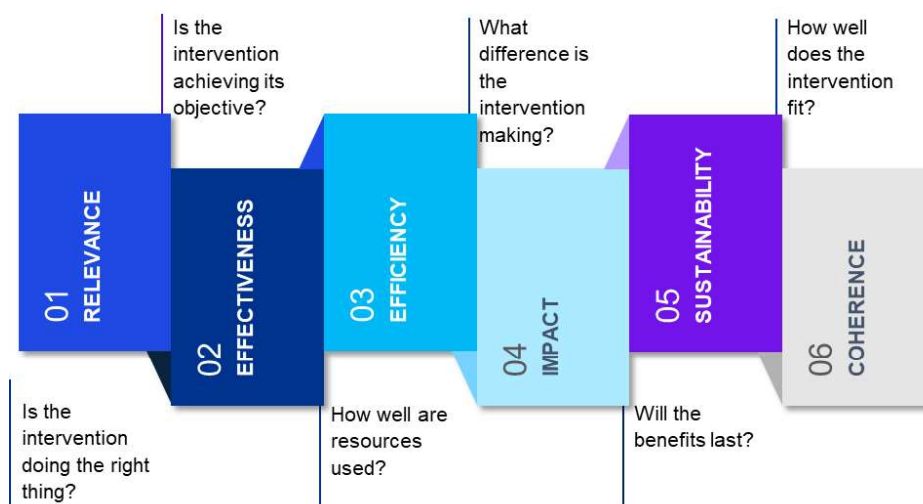 Is the
intervention
achieving its
objective?
What
difference is
the
intervention
making?
How well
does the
intervention
fit?
01
RELEVANCE
02
EFFECTIVENESS
03
EFFICIENCY
04
IMPACT
05
SUSTAINABILITY
06
COHERENCE
Is the
intervention
doing the right
thing?
How well are
resources
used?
Will the
benefits last?